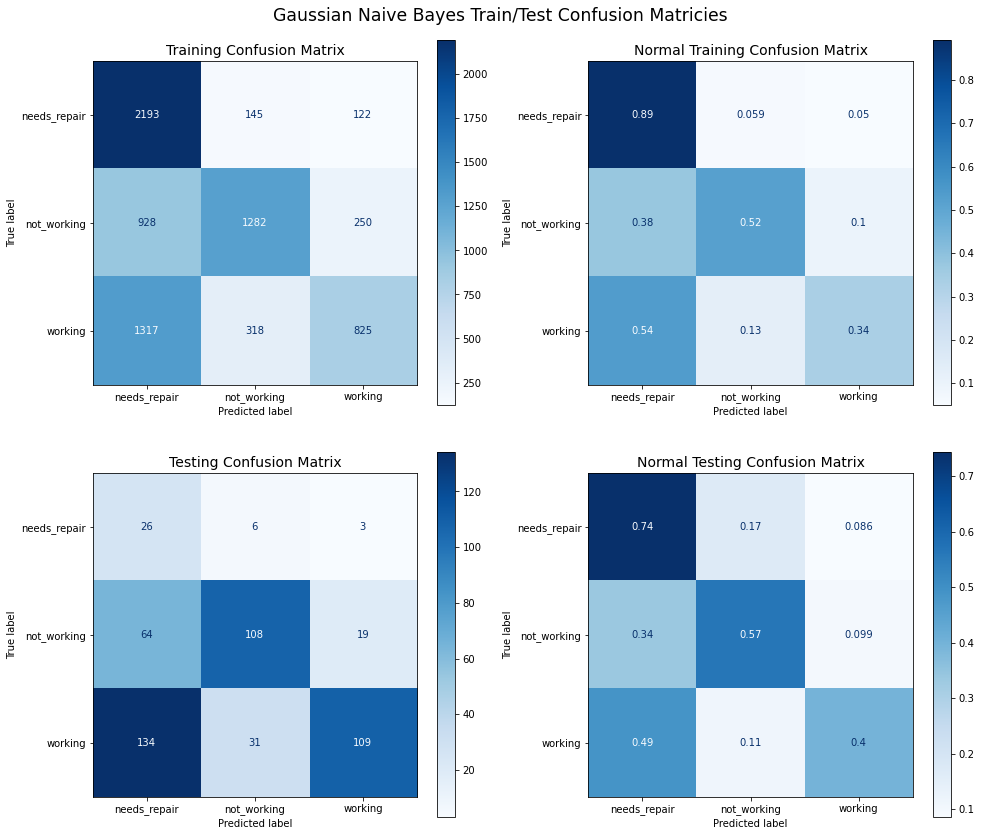 Gaussian Naive Bayes Train/Test Confusion Matricies
Training Confusion Matrix
True label
needs_repair
not_working
working
2193 145 122
928 1282 250
1317 318 825
needs_repair not_working working
Predicted label
2000
1750
1500
1250
1000
750
500
250
Normal Training Confusion Matrix
True label
needs_repair
not_working
working
0.89 0.059 0.05
0.38 0.52 0.1
0.54 0.13 0.34
needs_repair not_working working
Predicted label
0.8
0.7
0.6
0.5
0.4
0.3
0.2
0.1
Testing Confusion Matrix
True label
needs_repair
not_working
working
26 6 3
64 108 19
134 31 109
needs_repair not_working working
Predicted label
120
100
80
60
40
20
Normal Testing Confusion Matrix
True label
needs_repair
not_working
working
0.74 0.17 0.086
0.34 0.57 0.099
0.49 0.11 0.4
needs_repair not_working working
Predicted label
0.7
0.6
0.5
0.4
0.3
0.2
0.1